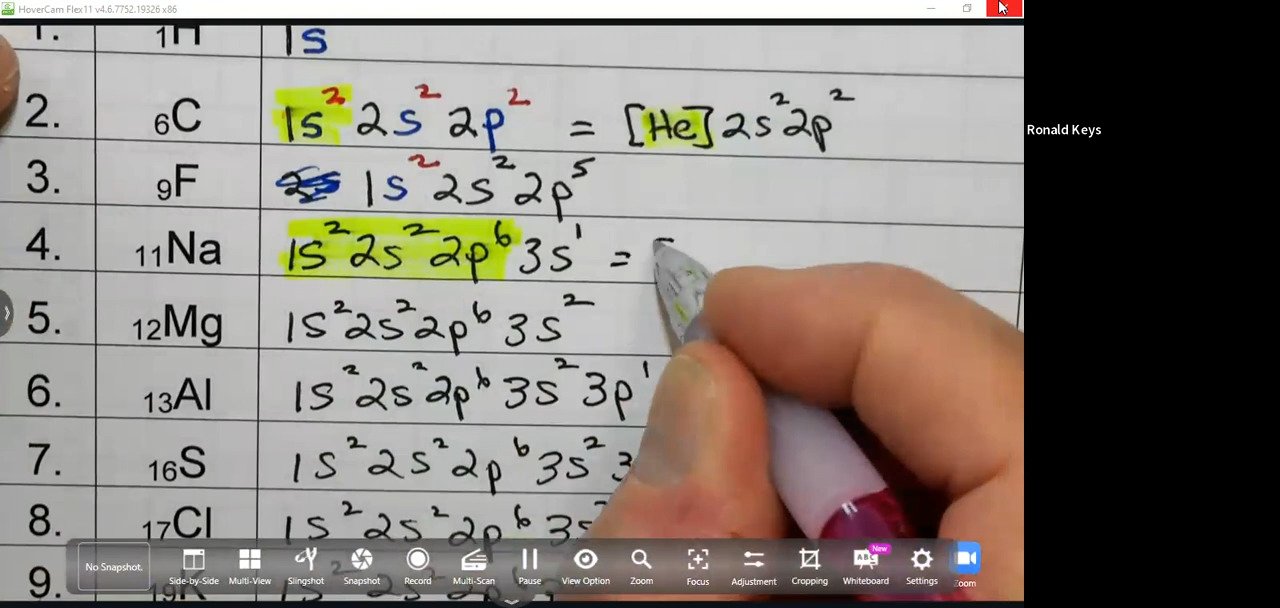 HoverCam Flex11 v4.6.7752.19326 x86
1. ₁H 1s
2. ₆C 1s² 2s² 2p² = [He] 2s² 2p²
Ronald Keys
3. ₉F 1s² 2s² 2p⁵
4. ₁₁Na 1s² 2s² 2p⁶ 3s¹ =
5. ₁₂Mg 1s² 2s² 2p⁶ 3s²
6. ₁₃Al 1s² 2s² 2p⁶ 3s² 3p¹
7. ₁₆S 1s² 2s² 2p⁶ 3s² 3
8. ₁₇Cl 1s² 2s² 2p⁶ 3s²
No Snapshot. Side-by-Side Multi-View Slingshot Snapshot Record Multi-Scan Pause View Option Zoom Focus Adjustment Cropping New ABC Whiteboard Settings Zoom
9. ₁₉K